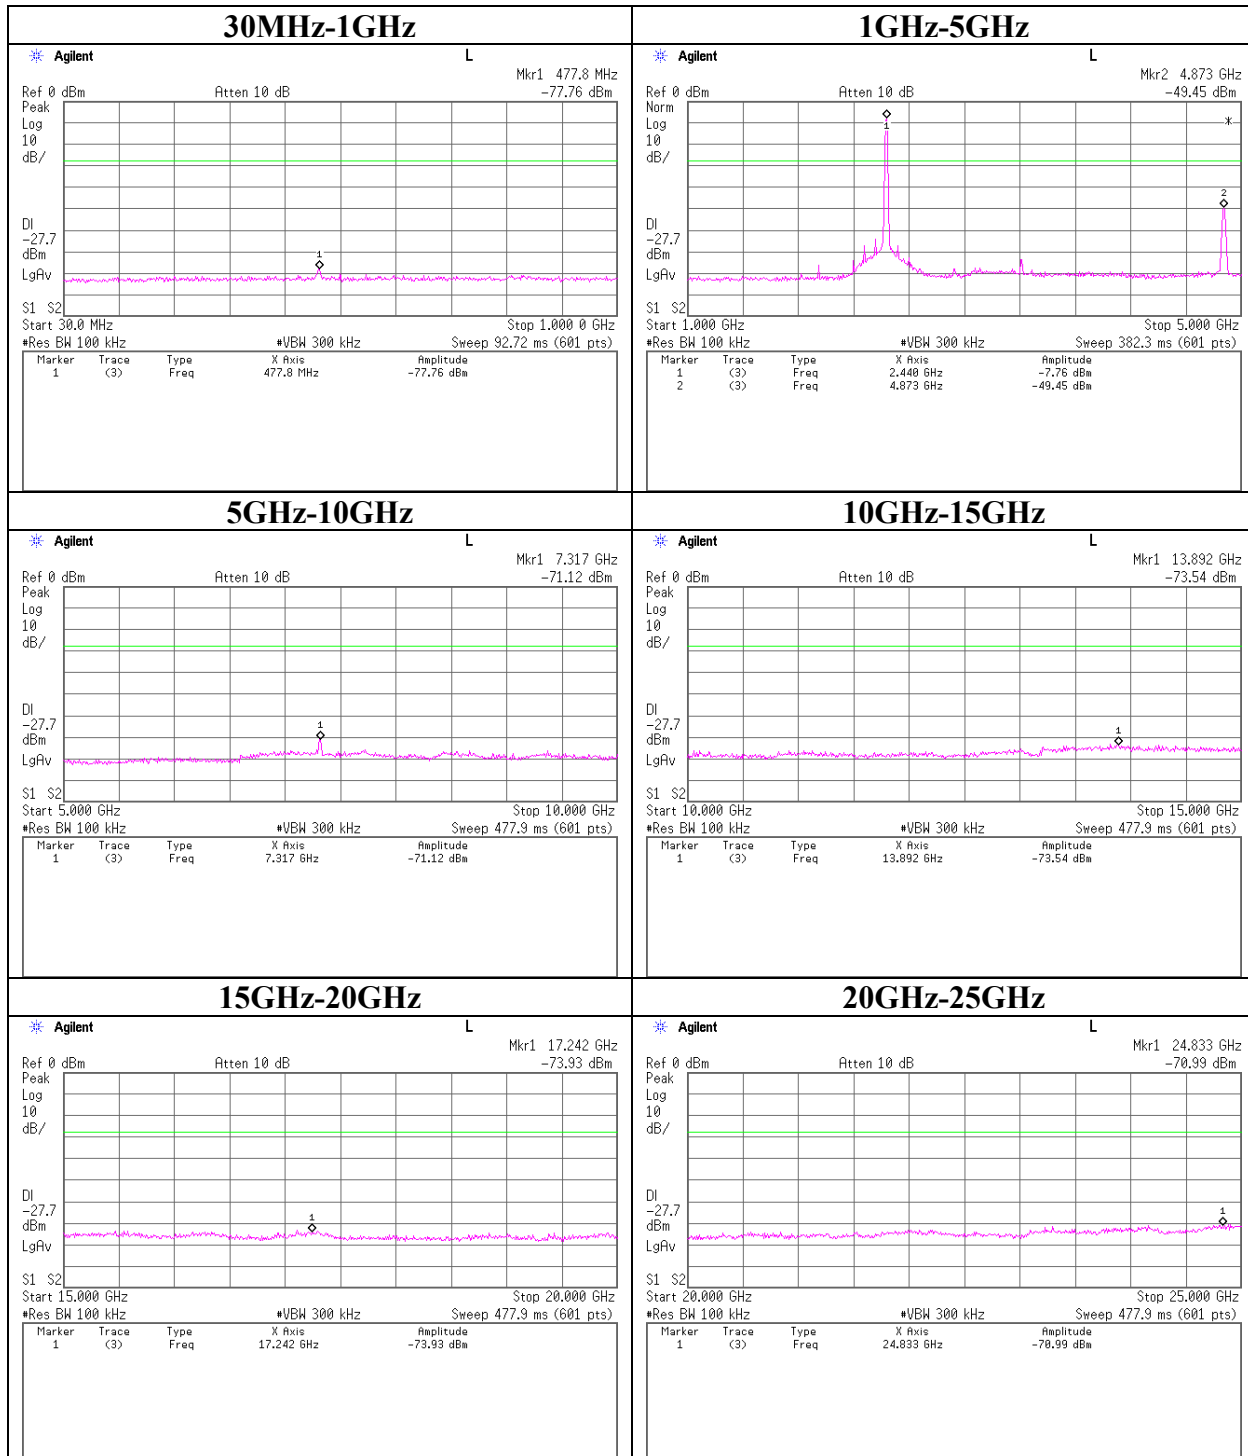 30MHz-1GHz
Agilent
L
Mkr1 477.8 MHz
Ref 0 dBm Atten 10 dB -77.76 dBm
Peak
Log
10
dB/
1
DI
-27.7
dBm
LgAv
S1 S2
Start 30.0 MHz Stop 1.000 0 GHz
#Res BW 100 kHz #VBW 300 kHz Sweep 92.72 ms (601 pts)
Marker Trace Type X Axis Amplitude
1 (3) Freq 477.8 MHz -77.76 dBm
1GHz-5GHz
Agilent
L
Mkr2 4.873 GHz
Ref 0 dBm Atten 10 dB -49.45 dBm
Norm
Log
10
dB/
1
*
2
DI
-27.7
dBm
LgAv
S1 S2
Start 1.000 GHz Stop 5.000 GHz
#Res BW 100 kHz #VBW 300 kHz Sweep 382.3 ms (601 pts)
Marker Trace Type X Axis Amplitude
1 (3) Freq 2.440 GHz -7.76 dBm
2 (3) Freq 4.873 GHz -49.45 dBm
5GHz-10GHz
Agilent
L
Mkr1 7.317 GHz
Ref 0 dBm Atten 10 dB -71.12 dBm
Peak
Log
10
dB/
1
DI
-27.7
dBm
LgAv
S1 S2
Start 5.000 GHz Stop 10.000 GHz
#Res BW 100 kHz #VBW 300 kHz Sweep 477.9 ms (601 pts)
Marker Trace Type X Axis Amplitude
1 (3) Freq 7.317 GHz -71.12 dBm
10GHz-15GHz
Agilent
L
Mkr1 13.892 GHz
Ref 0 dBm Atten 10 dB -73.54 dBm
Peak
Log
10
dB/
1
DI
-27.7
dBm
LgAv
S1 S2
Start 10.000 GHz Stop 15.000 GHz
#Res BW 100 kHz #VBW 300 kHz Sweep 477.9 ms (601 pts)
Marker Trace Type X Axis Amplitude
1 (3) Freq 13.892 GHz -73.54 dBm
15GHz-20GHz
Agilent
L
Mkr1 17.242 GHz
Ref 0 dBm Atten 10 dB -73.93 dBm
Peak
Log
10
dB/
1
DI
-27.7
dBm
LgAv
S1 S2
Start 15.000 GHz Stop 20.000 GHz
#Res BW 100 kHz #VBW 300 kHz Sweep 477.9 ms (601 pts)
Marker Trace Type X Axis Amplitude
1 (3) Freq 17.242 GHz -73.93 dBm
20GHz-25GHz
Agilent
L
Mkr1 24.833 GHz
Ref 0 dBm Atten 10 dB -70.99 dBm
Peak
Log
10
dB/
1
DI
-27.7
dBm
LgAv
S1 S2
Start 20.000 GHz Stop 25.000 GHz
#Res BW 100 kHz #VBW 300 kHz Sweep 477.9 ms (601 pts)
Marker Trace Type X Axis Amplitude
1 (3) Freq 24.833 GHz -70.99 dBm